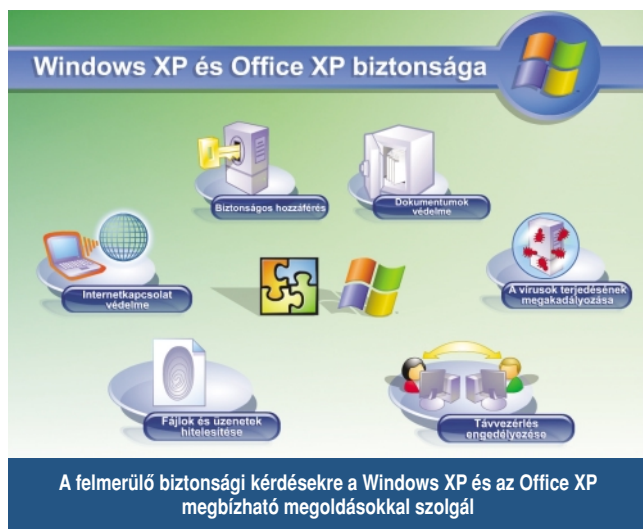 Windows XP és Office XP biztonsága
Biztonságos hozzáférés
Dokumentumok
védelme
Internetkapcsolat
védelme
A vírusok terjedésének
megakadályozása
Fájlok és üzenetek
hitelesítése
Távvezérlés
engedélyezése
A felmerülő biztonsági kérdésekre a Windows XP és az Office XP
megbízható megoldásokkal szolgál